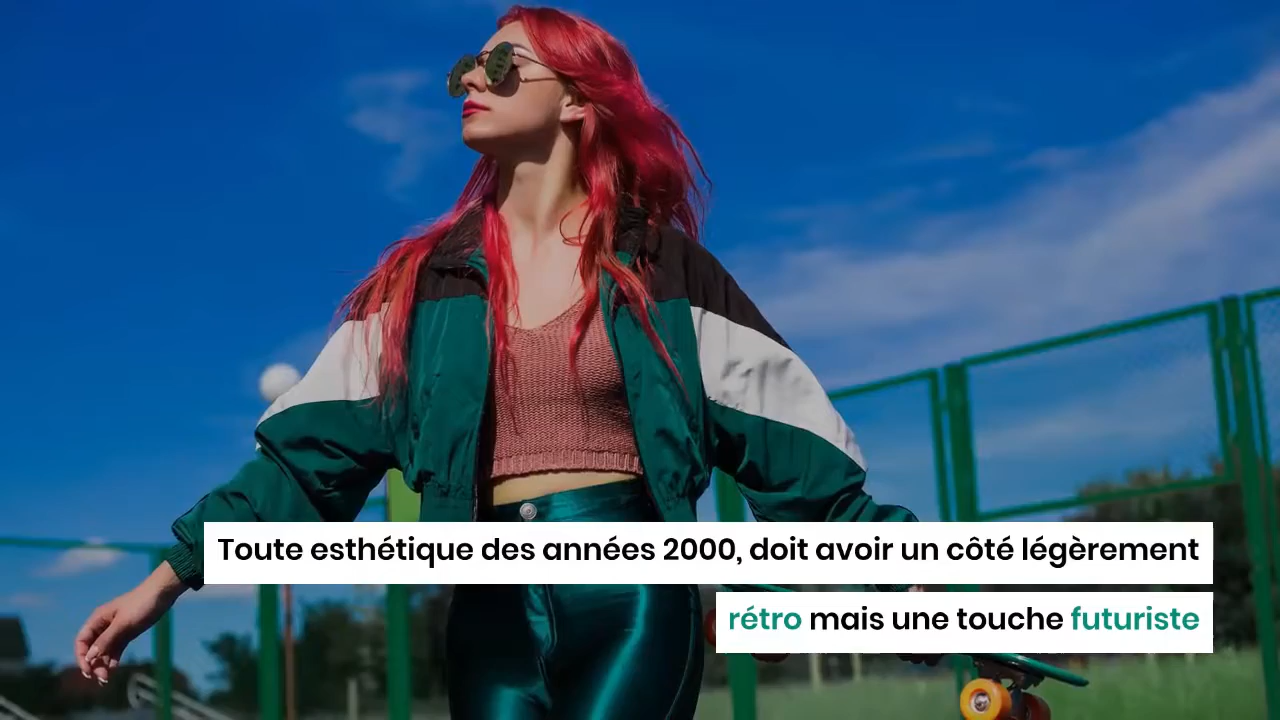 Toute esthétique des années 2000, doit avoir un côté légèrement
rétro mais une touche futuriste